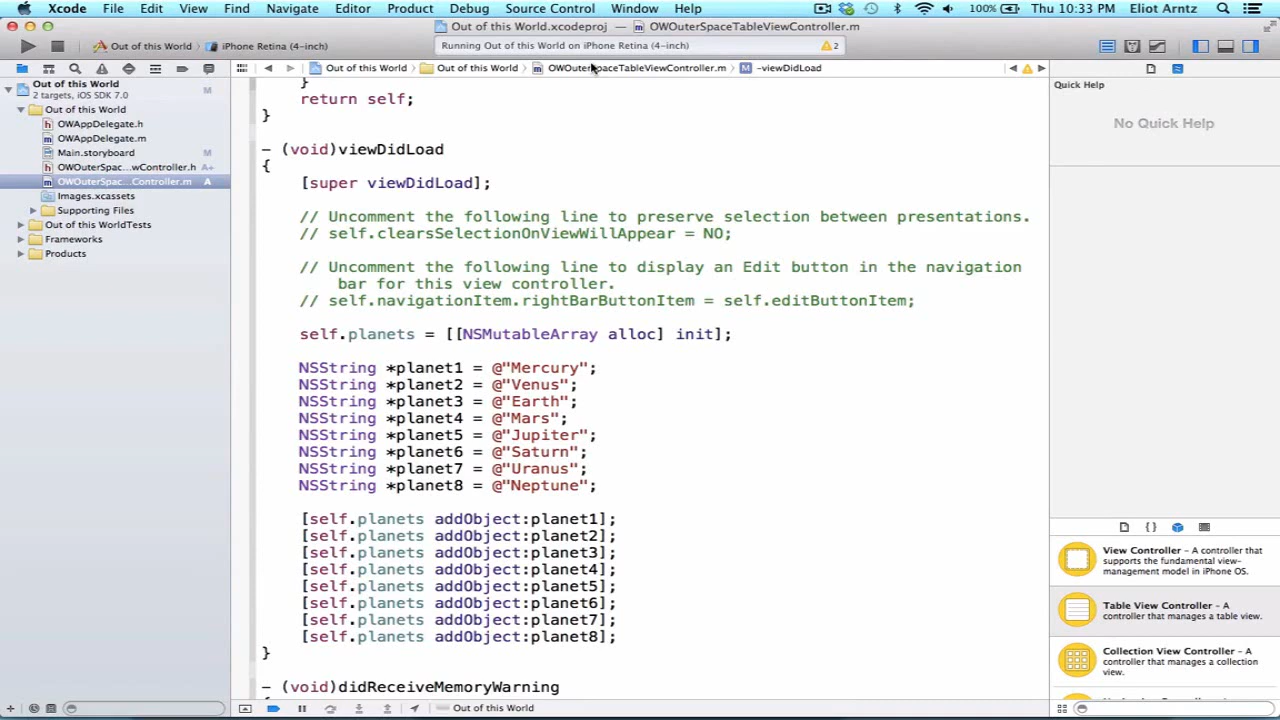 Xcode File Edit View Find Navigate Editor Product Debug Source Control Window Help 100% Thu 10:33 PM Eliot Arntz
Out of this World.xcodeproj — OWOuterSpaceTableViewController.m
Out of this World iPhone Retina (4-inch) Running Out of this World on iPhone Retina (4-inch) 2
Out of this World Out of this World OWOuterSpaceTableViewController.m -viewDidLoad
Out of this World M
2 targets, iOS SDK 7.0
Out of this World
OWAppDelegate.h
OWAppDelegate.m
Main.storyboard M
OWOuterSpac...wController.h A+
OWOuterSpac...Controller.m A
Images.xcassets
Supporting Files
Out of this WorldTests
Frameworks
Products
}
return self;
}
- (void)viewDidLoad
{
[super viewDidLoad];
// Uncomment the following line to preserve selection between presentations.
// self.clearsSelectionOnViewWillAppear = NO;
// Uncomment the following line to display an Edit button in the navigation
bar for this view controller.
// self.navigationItem.rightBarButtonItem = self.editButtonItem;
self.planets = [[NSMutableArray alloc] init];
NSString *planet1 = @"Mercury";
NSString *planet2 = @"Venus";
NSString *planet3 = @"Earth";
NSString *planet4 = @"Mars";
NSString *planet5 = @"Jupiter";
NSString *planet6 = @"Saturn";
NSString *planet7 = @"Uranus";
NSString *planet8 = @"Neptune";
[self.planets addObject:planet1];
[self.planets addObject:planet2];
[self.planets addObject:planet3];
[self.planets addObject:planet4];
[self.planets addObject:planet5];
[self.planets addObject:planet6];
[self.planets addObject:planet7];
[self.planets addObject:planet8];
}
- (void)didReceiveMemoryWarning
Out of this World
Quick Help
No Quick Help
View Controller - A controller that
supports the fundamental view-
management model in iPhone OS.
Table View Controller - A
controller that manages a table view.
Collection View Controller - A
controller that manages a collection
view.